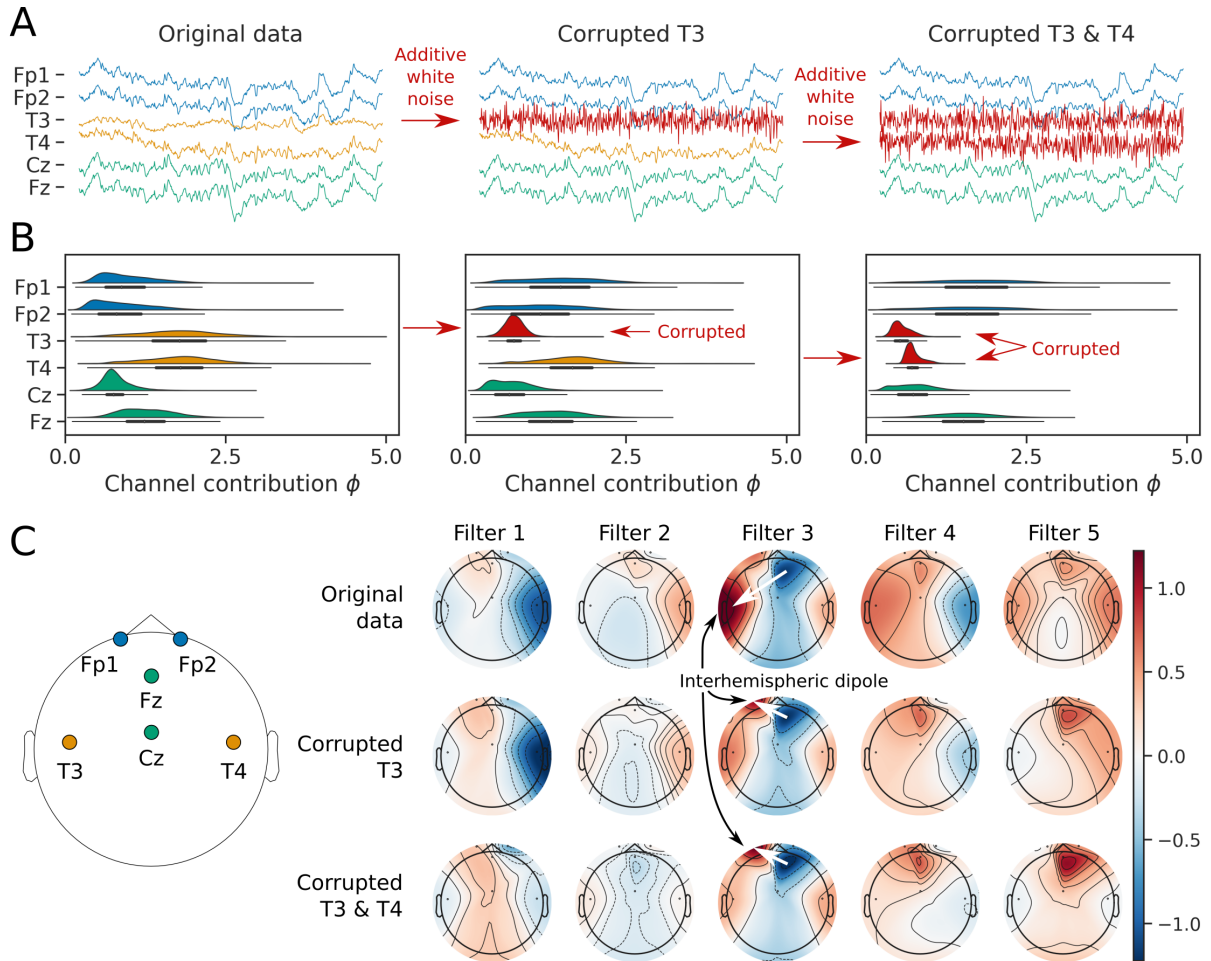 A
Original data
Corrupted T3
Corrupted T3 & T4
Fp1
Fp2
T3
T4
Cz
Fz
Additive
white
noise
Additive
white
noise
B
Fp1
Fp2
T3
T4
Cz
Fz
Corrupted
Corrupted
0.0 2.5 5.0
0.0 2.5 5.0
0.0 2.5 5.0
Channel contribution ϕ
Channel contribution ϕ
Channel contribution ϕ
C
Filter 1
Filter 2
Filter 3
Filter 4
Filter 5
Original
data
Interhemispheric dipole
Corrupted
T3
Corrupted
T3 & T4
Fp1
Fp2
Fz
Cz
T3
T4
1.0
0.5
0.0
−0.5
−1.0